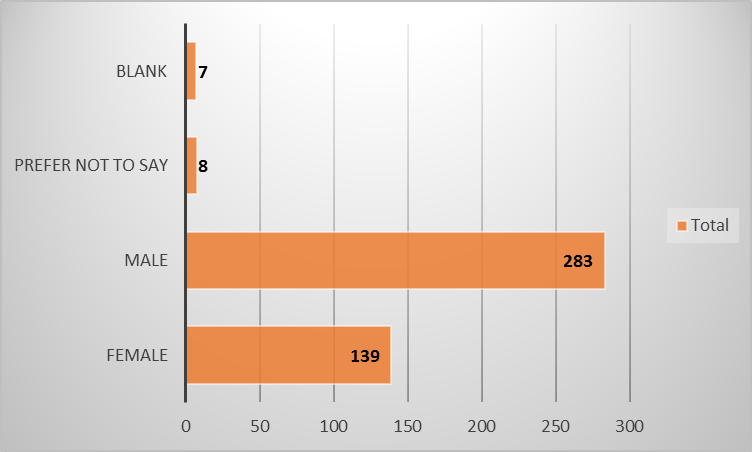 BLANK 7
PREFER NOT TO SAY 8
MALE 283
Total
FEMALE 139
0 50 100 150 200 250 300